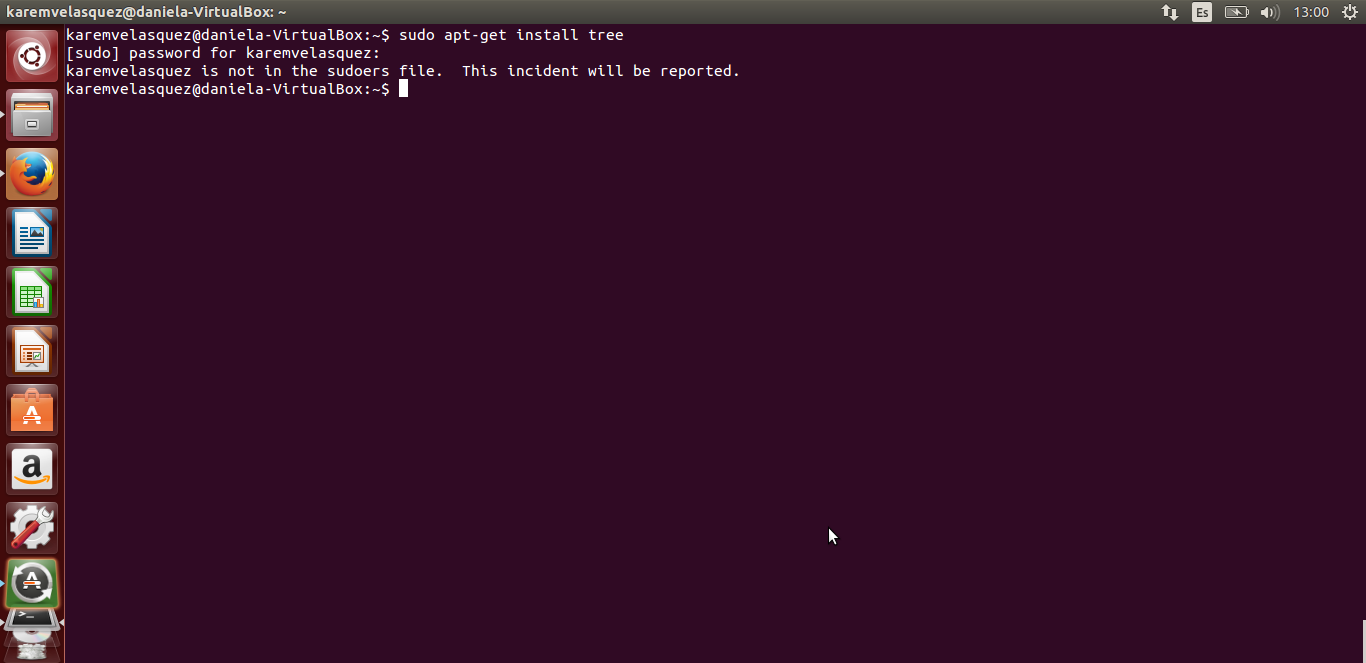 karemvelasquez@daniela-VirtualBox: ~
Es
13:00
karemvelasquez@daniela-VirtualBox:~$ sudo apt-get install tree
[sudo] password for karemvelasquez:
karemvelasquez is not in the sudoers file.  This incident will be reported.
karemvelasquez@daniela-VirtualBox:~$